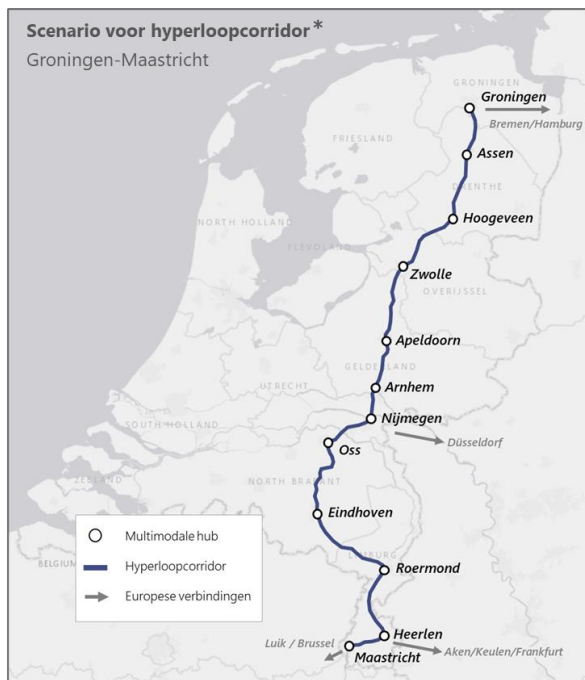 Scenario voor hyperloopcorridor*
Groningen-Maastricht
GRONINGEN
Groningen
Bremen/Hamburg
FRIESLAND
Assen
DRENTHE
NORTH HOLLAND
Hoogeveen
FLEVOLAND
Zwolle
OVERIJSSEL
Apeldoorn
GELDERLAND
Arnhem
UTRECHT
SOUTH HOLLAND
Nijmegen
Düsseldorf
Oss
ZEELAND
NORTH BRABANT
Eindhoven
Multimodale hub
LIMBURG
BELGIUM
Hyperloopcorridor
Roermond
Europese verbindingen
Heerlen
Luik / Brussel
Aken/Keulen/Frankfurt
Maastricht